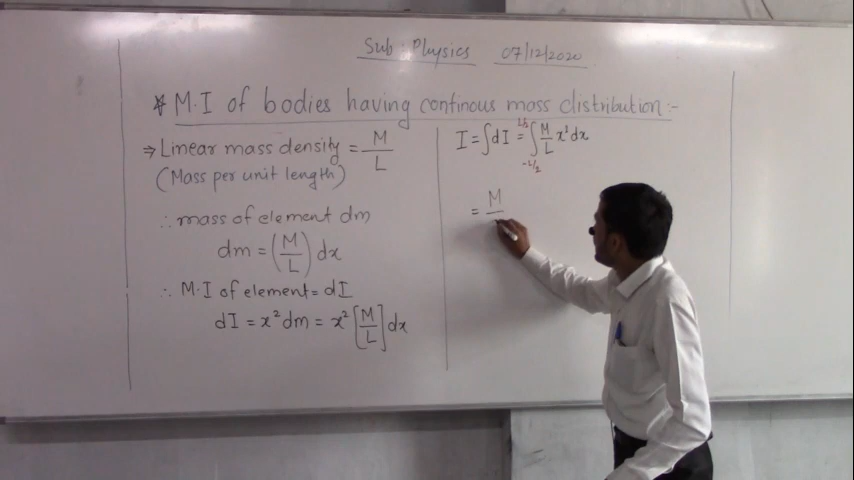 Sub : Physics 07/12/2020
* M.I of bodies having continous mass distribution :-
⇒ Linear mass density = M/L
(Mass per unit length)
∴ mass of element dm
dm = (M/L) dx
∴ M.I of element = dI
dI = x² dm = x² [M/L] dx
I = ∫dI = ∫_{-L/2}^{L/2} M/L x² dx
= M